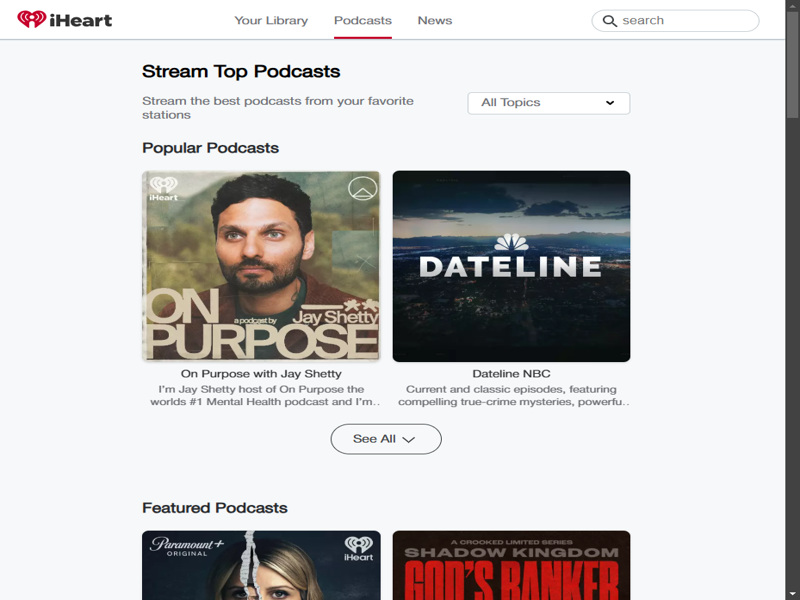 iHeart
Your Library
Podcasts
News
search
Stream Top Podcasts
Stream the best podcasts from your favorite
stations
All Topics
Popular Podcasts
iHeart
ON
a podcast by Jay Shetty
PURPOSE
DATELINE
On Purpose with Jay Shetty
I'm Jay Shetty host of On Purpose the
worlds #1 Mental Health podcast and I'm..
Dateline NBC
Current and classic episodes, featuring
compelling true-crime mysteries, powerfu..
See All
Featured Podcasts
Paramount+
ORIGINAL
iHeart
A CROOKED LIMITED SERIES
SHADOW KINGDOM
GOD'S BANKER